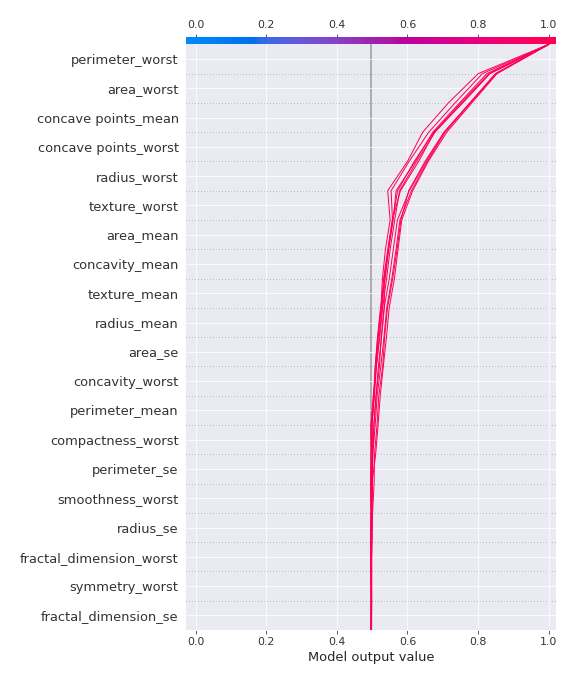 0.0 0.2 0.4 0.6 0.8 1.0
perimeter_worst
area_worst
concave points_mean
concave points_worst
radius_worst
texture_worst
area_mean
concavity_mean
texture_mean
radius_mean
area_se
concavity_worst
perimeter_mean
compactness_worst
perimeter_se
smoothness_worst
radius_se
fractal_dimension_worst
symmetry_worst
fractal_dimension_se
0.0 0.2 0.4 0.6 0.8 1.0
Model output value